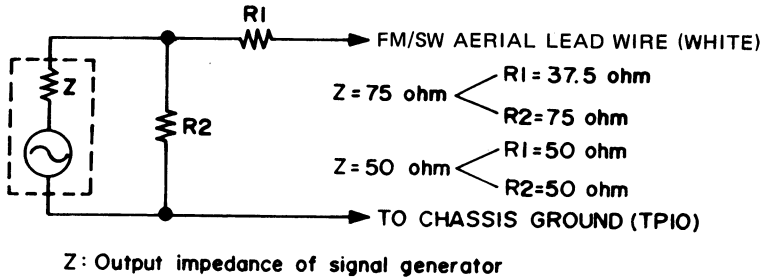 R1
FM/SW AERIAL LEAD WIRE (WHITE)
Z
R2
Z=75 ohm
R1=37.5 ohm
R2=75 ohm
Z=50 ohm
R1=50 ohm
R2=50 ohm
TO CHASSIS GROUND (TP10)
Z: Output impedance of signal generator